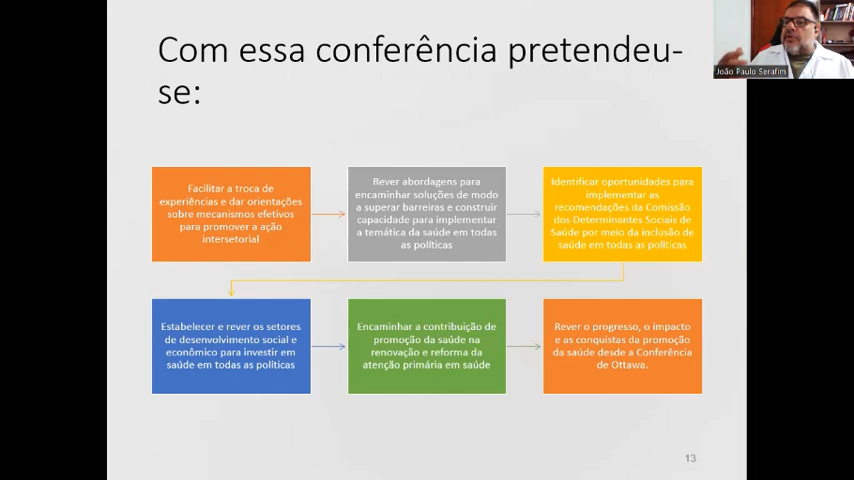 Com essa conferência pretendeu-
se:
João Paulo Serafim
Facilitar a troca de
experiências e dar orientações
sobre mecanismos efetivos
para promover a ação
intersetorial
Rever abordagens para
encaminhar soluções de modo
a superar barreiras e construir
capacidade para implementar
a temática da saúde em todas
as políticas
Identificar oportunidades para
implementar as
recomendações da Comissão
dos Determinantes Sociais de
Saúde por meio da inclusão de
saúde em todas as políticas
Estabelecer e rever os setores
de desenvolvimento social e
econômico para investir em
saúde em todas as políticas
Encaminhar a contribuição de
promoção da saúde na
renovação e reforma da
atenção primária em saúde
Rever o progresso, o impacto
e as conquistas da promoção
da saúde desde a Conferência
de Ottawa.
13